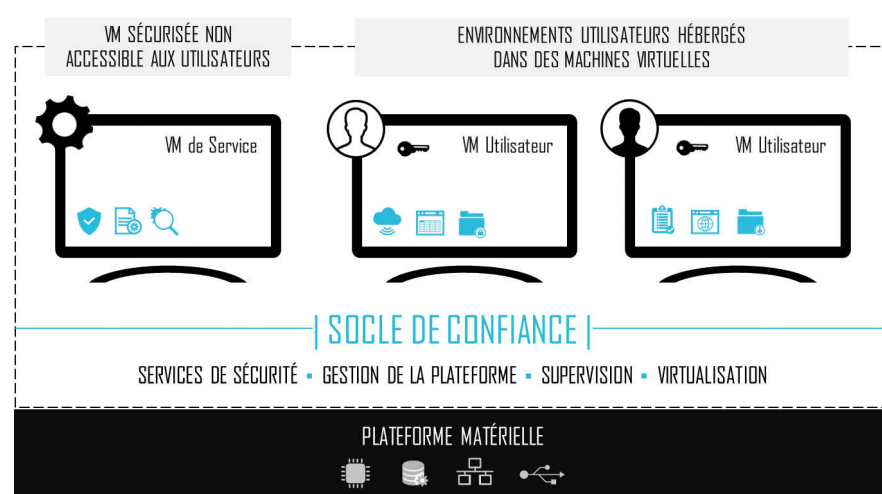 VM SÉCURISÉE NON
ACCESSIBLE AUX UTILISATEURS
ENVIRONNEMENTS UTILISATEURS HÉBERGÉS
DANS DES MACHINES VIRTUELLES
VM de Service
VM Utilisateur
VM Utilisateur
| SOCLE DE CONFIANCE |
SERVICES DE SÉCURITÉ ▪ GESTION DE LA PLATEFORME ▪ SUPERVISION ▪ VIRTUALISATION
PLATEFORME MATÉRIELLE